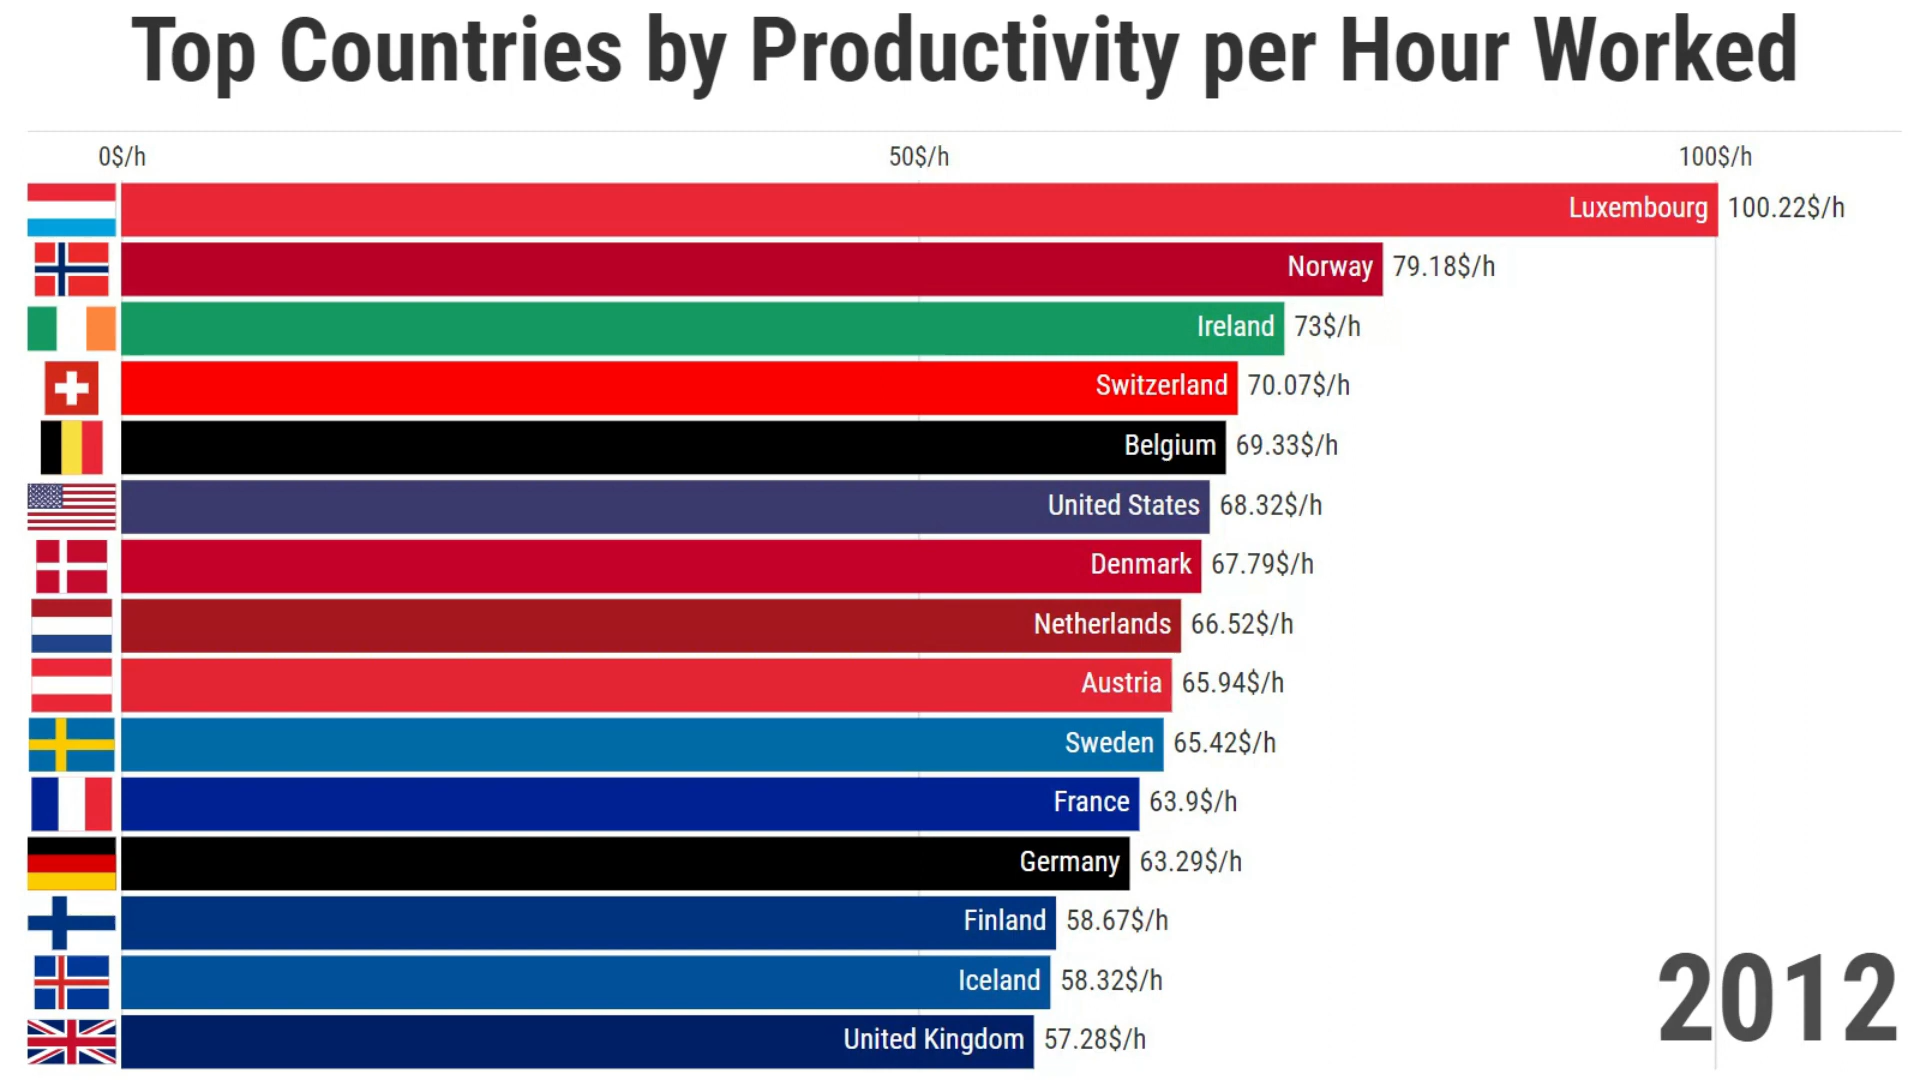 Top Countries by Productivity per Hour Worked
0$/h 50$/h 100$/h
Luxembourg 100.22$/h
Norway 79.18$/h
Ireland 73$/h
Switzerland 70.07$/h
Belgium 69.33$/h
United States 68.32$/h
Denmark 67.79$/h
Netherlands 66.52$/h
Austria 65.94$/h
Sweden 65.42$/h
France 63.9$/h
Germany 63.29$/h
Finland 58.67$/h
Iceland 58.32$/h
United Kingdom 57.28$/h
2012